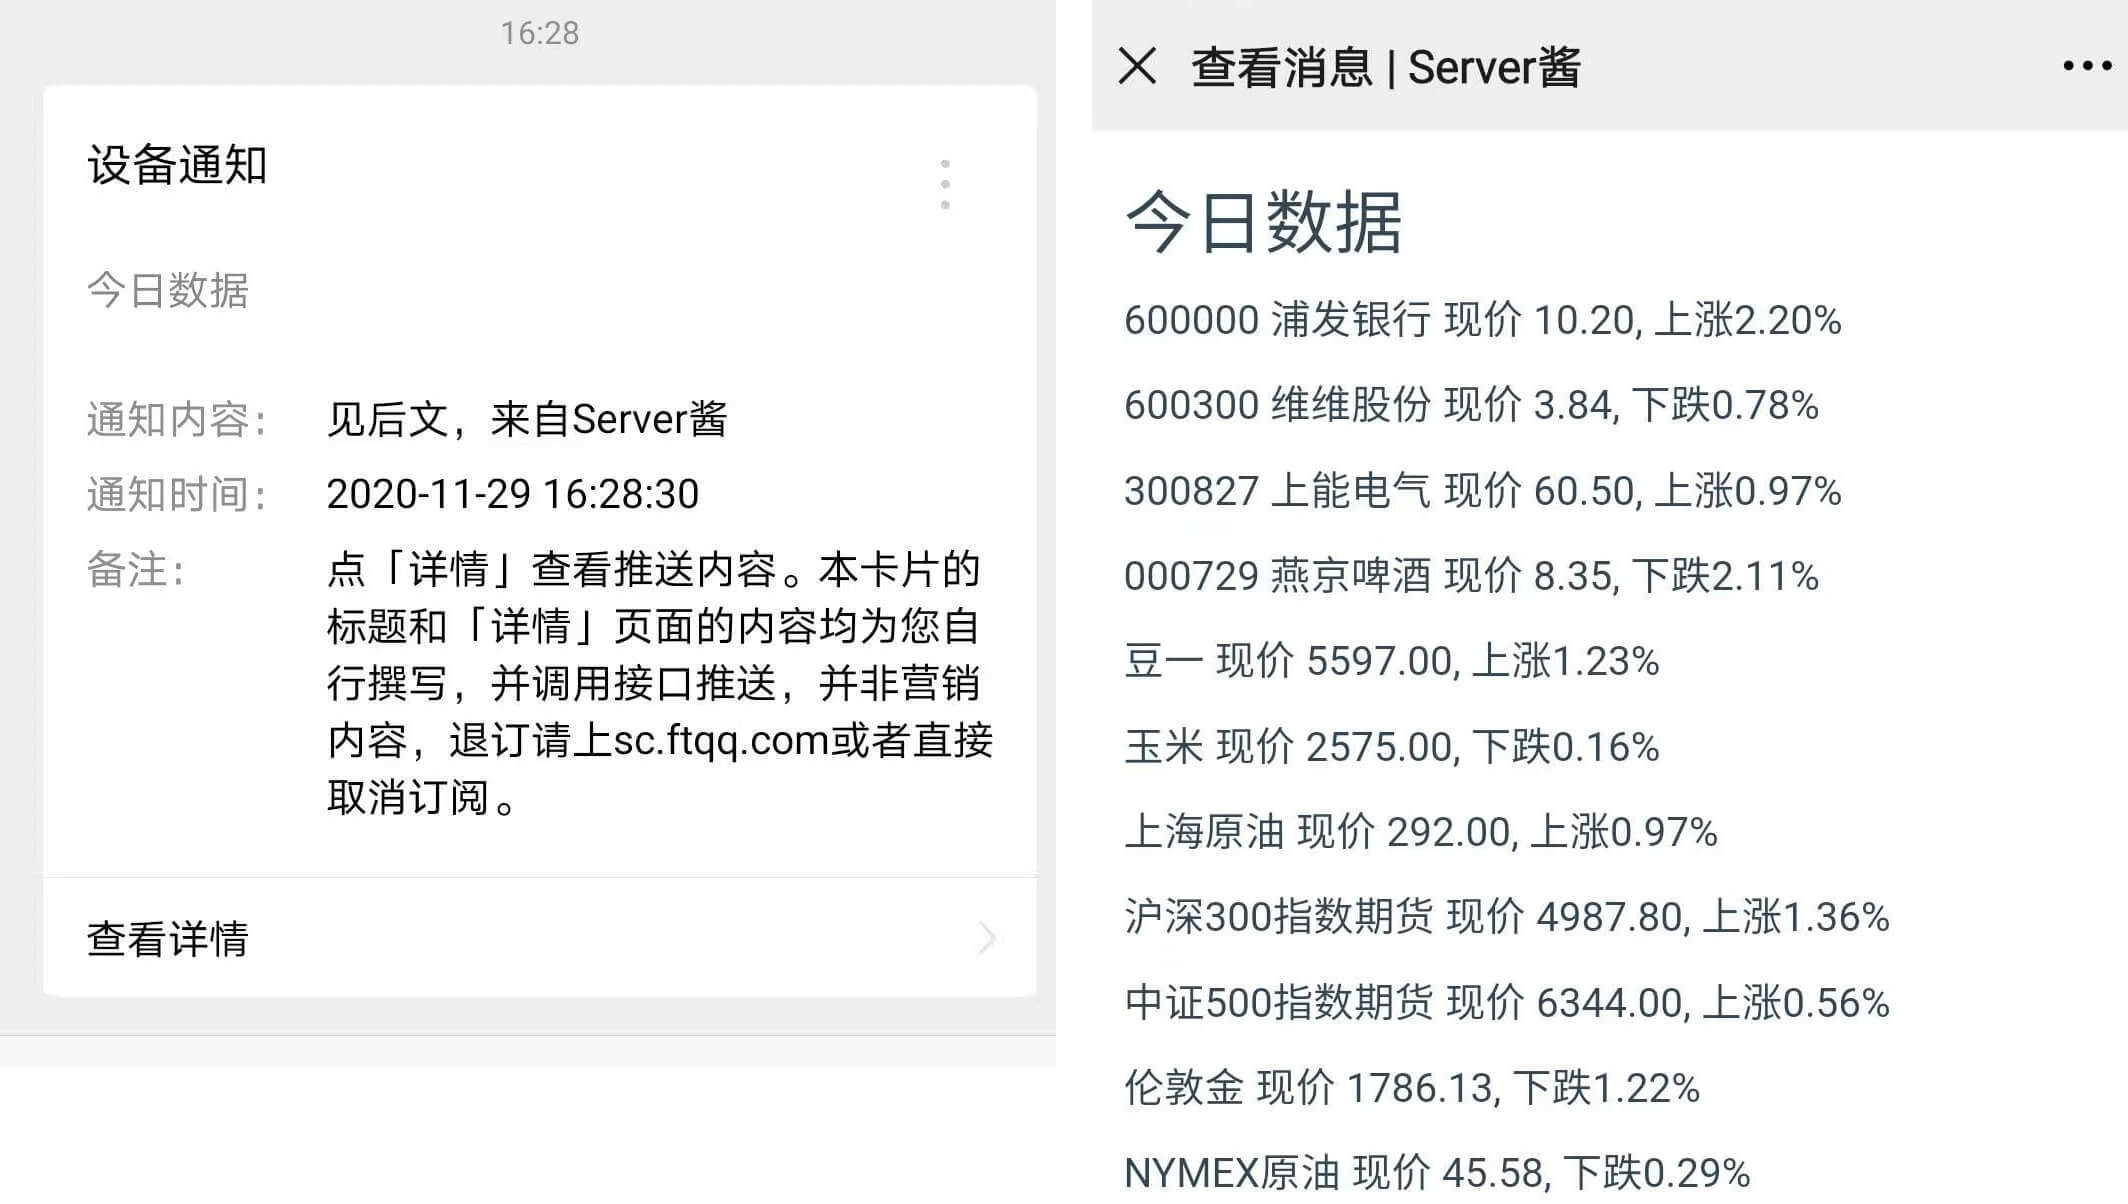 16:28
设备通知
今日数据
通知内容: 见后文，来自Server酱
通知时间: 2020-11-29 16:28:30
备注: 点「详情」查看推送内容。本卡片的
标题和「详情」页面的内容均为您自
行撰写，并调用接口推送，并非营销
内容，退订请上sc.ftqq.com或者直接
取消订阅。
查看详情
查看消息 | Server酱
今日数据
600000 浦发银行 现价 10.20, 上涨2.20%
600300 维维股份 现价 3.84, 下跌0.78%
300827 上能电气 现价 60.50, 上涨0.97%
000729 燕京啤酒 现价 8.35, 下跌2.11%
豆一 现价 5597.00, 上涨1.23%
玉米 现价 2575.00, 下跌0.16%
上海原油 现价 292.00, 上涨0.97%
沪深300指数期货 现价 4987.80, 上涨1.36%
中证500指数期货 现价 6344.00, 上涨0.56%
伦敦金 现价 1786.13, 下跌1.22%
NYMEX原油 现价 45.58, 下跌0.29%